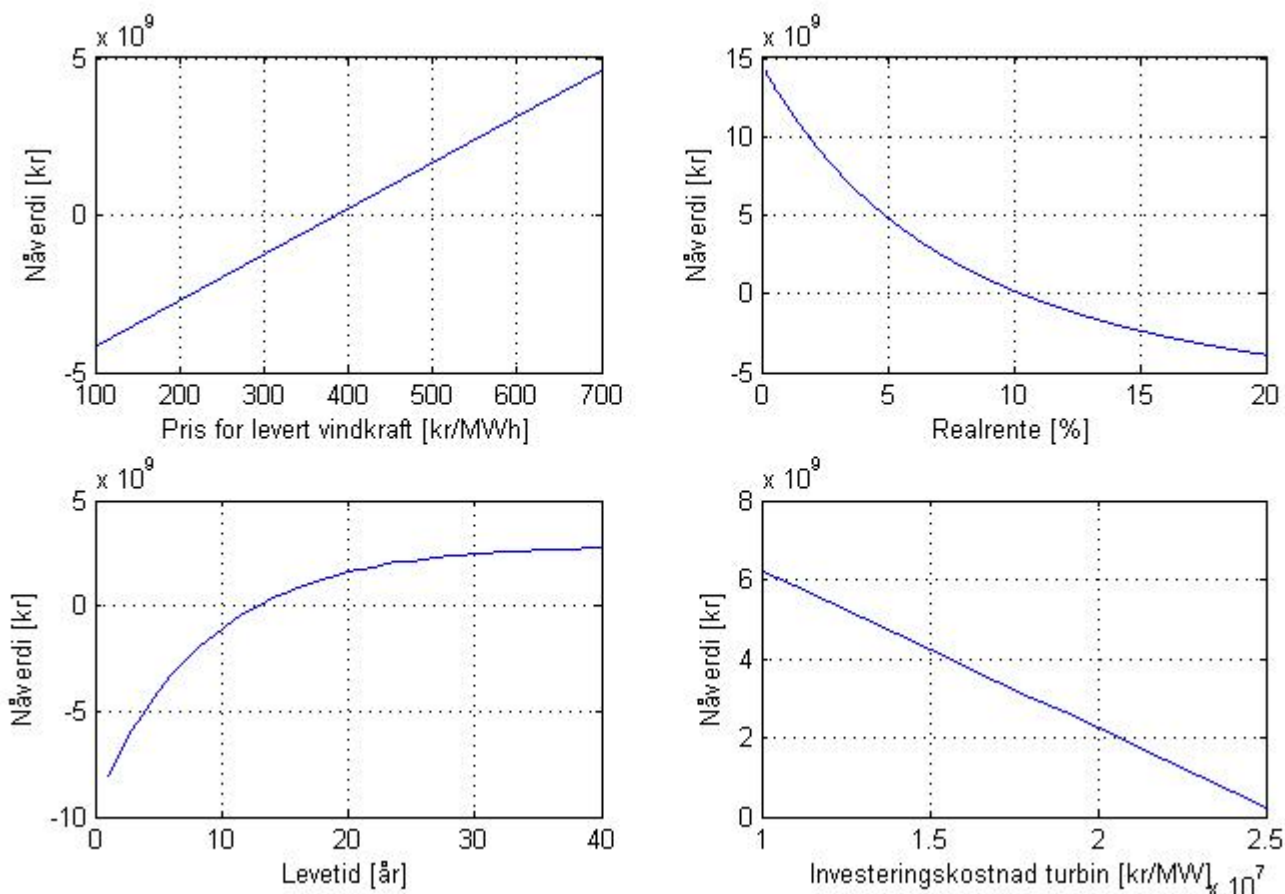 x 10^9
5
0
-5
Nåverdi [kr]
100 200 300 400 500 600 700
Pris for levert vindkraft [kr/MWh]
x 10^9
15
10
5
0
-5
Nåverdi [kr]
0 5 10 15 20
Realrente [%]
x 10^9
5
0
-5
-10
Nåverdi [kr]
0 10 20 30 40
Levetid [år]
x 10^9
8
6
4
2
0
Nåverdi [kr]
1 1.5 2 2.5
Investeringskostnad turbin [kr/MW]
x 10^7